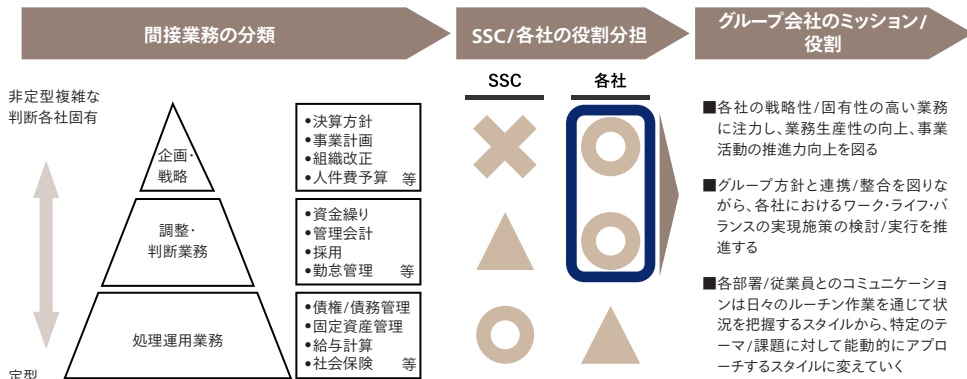 間接業務の分類
SSC/各社の役割分担
グループ会社のミッション/
役割
非定型複雑な
判断各社固有
定型
企画・
戦略
調整・
判断業務
処理運用業務
•決算方針
•事業計画
•組織改正
•人件費予算 等
•資金繰り
•管理会計
•採用
•勤怠管理 等
•債権/債務管理
•固定資産管理
•給与計算
•社会保険 等
SSC
各社
■各社の戦略性/固有性の高い業務
に注力し、業務生産性の向上、事業
活動の推進力向上を図る
■グループ方針と連携/整合を図りな
がら、各社におけるワーク・ライフ・バ
ランスの実現施策の検討/実行を推
進する
■各部署/従業員とのコミュニケーショ
ンは日々のルーチン作業を通じて状
況を把握するスタイルから、特定のテ
ーマ/課題に対して能動的にアプロ
ーチするスタイルに変えていく